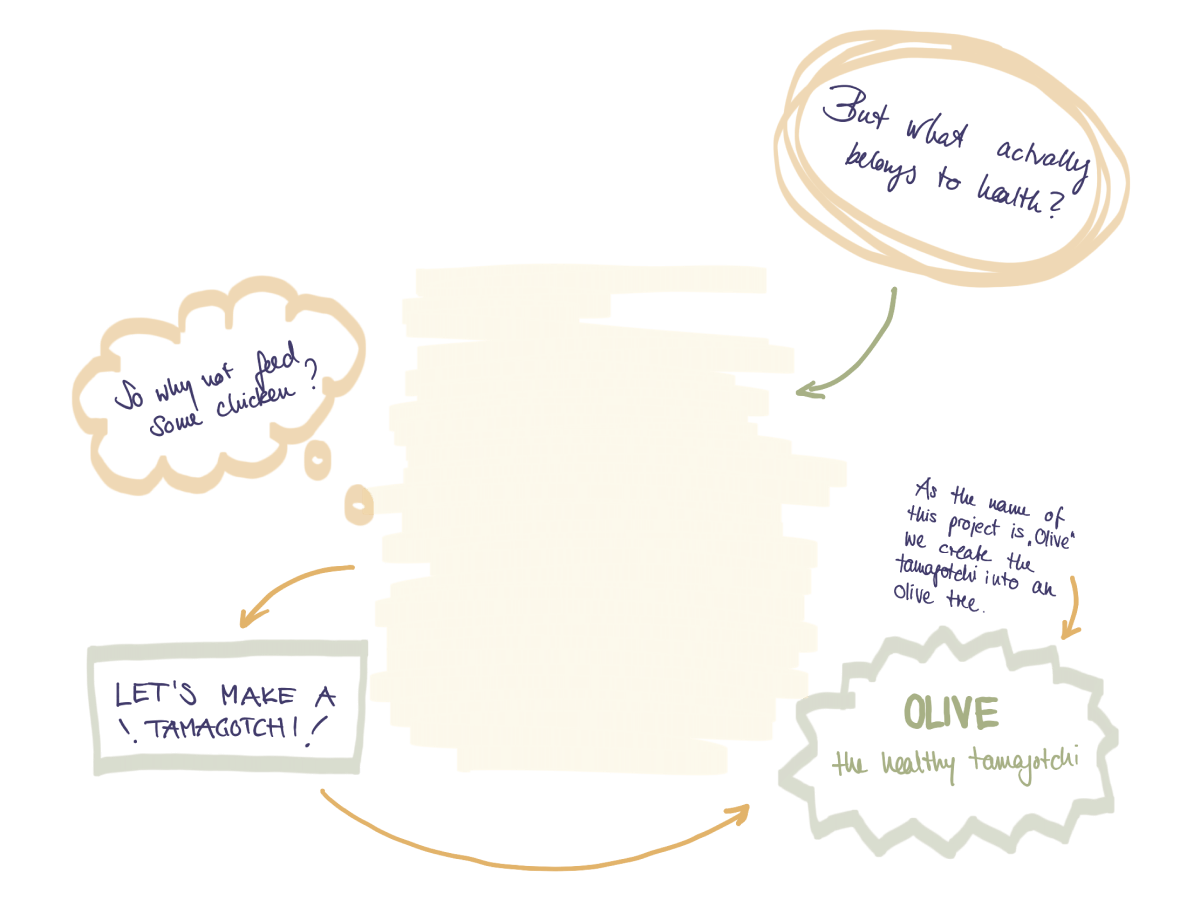 But what actually
belongs to health?
So why not feed
some chicken?
As the name of
this project is „Olive“
we create the
tamagotchi into an
olive tree.
LET'S MAKE A
! TAMAGOTCHI!
OLIVE
the healthy tamagotchi